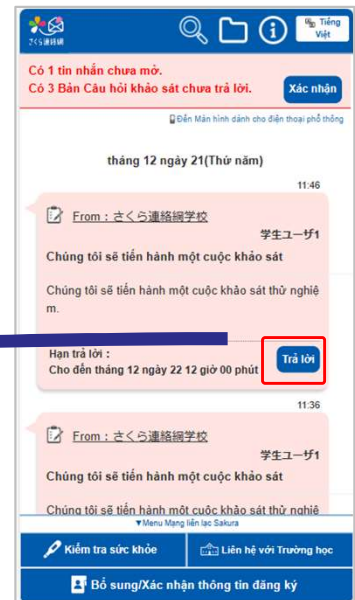 さくら連絡網
Tiếng Việt
Có 1 tin nhắn chưa mở.
Có 3 Bản Câu hỏi khảo sát chưa trả lời.
Xác nhận
Đến Màn hình dành cho điện thoại phổ thông
tháng 12 ngày 21(Thứ năm)
11:46
From : さくら連絡網学校
学生ユーザ1
Chúng tôi sẽ tiến hành một cuộc khảo sát
Chúng tôi sẽ tiến hành một cuộc khảo sát thử nghiệ
m.
Hạn trả lời :
Cho đến tháng 12 ngày 22 12 giờ 00 phút
Trả lời
11:36
From : さくら連絡網学校
学生ユーザ1
Chúng tôi sẽ tiến hành một cuộc khảo sát
Chúng tôi sẽ tiến hành một cuộc khảo sát thử nghiệ
▼Menu Mạng liên lạc Sakura
Kiểm tra sức khỏe
Liên hệ với Trường học
Bổ sung/Xác nhận thông tin đăng ký